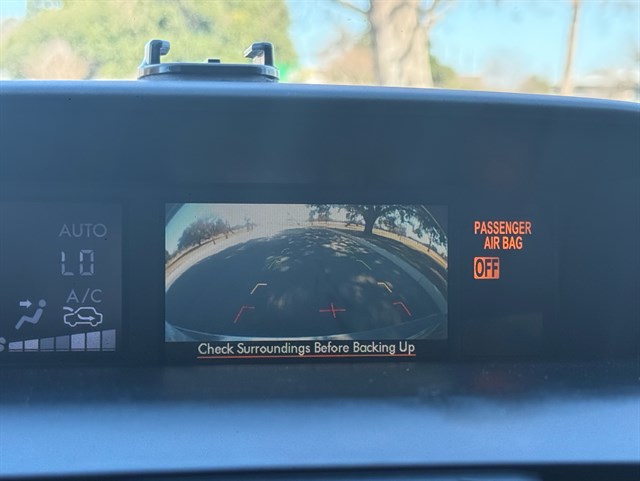 AUTO
LO
A/C
Check Surroundings Before Backing Up
PASSENGER
AIR BAG
OFF